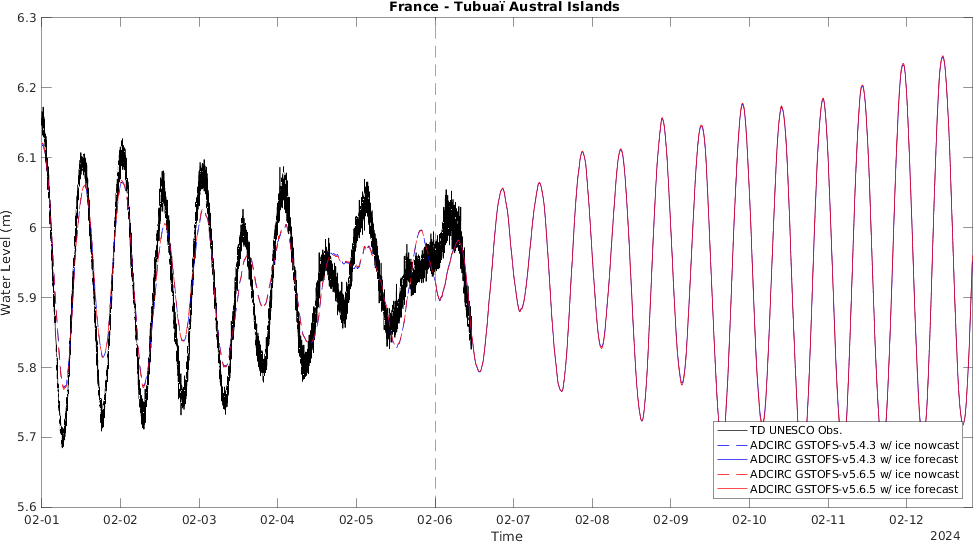 France - Tubuaï Austral Islands
6.3
6.2
6.1
6
5.9
5.8
5.7
5.6
Water Level (m)
TD UNESCO Obs.
ADCIRC GSTOFS-v5.4.3 w/ ice nowcast
ADCIRC GSTOFS-v5.4.3 w/ ice forecast
ADCIRC GSTOFS-v5.6.5 w/ ice nowcast
ADCIRC GSTOFS-v5.6.5 w/ ice forecast
02-01 02-02 02-03 02-04 02-05 02-06 02-07 02-08 02-09 02-10 02-11 02-12
Time
2024